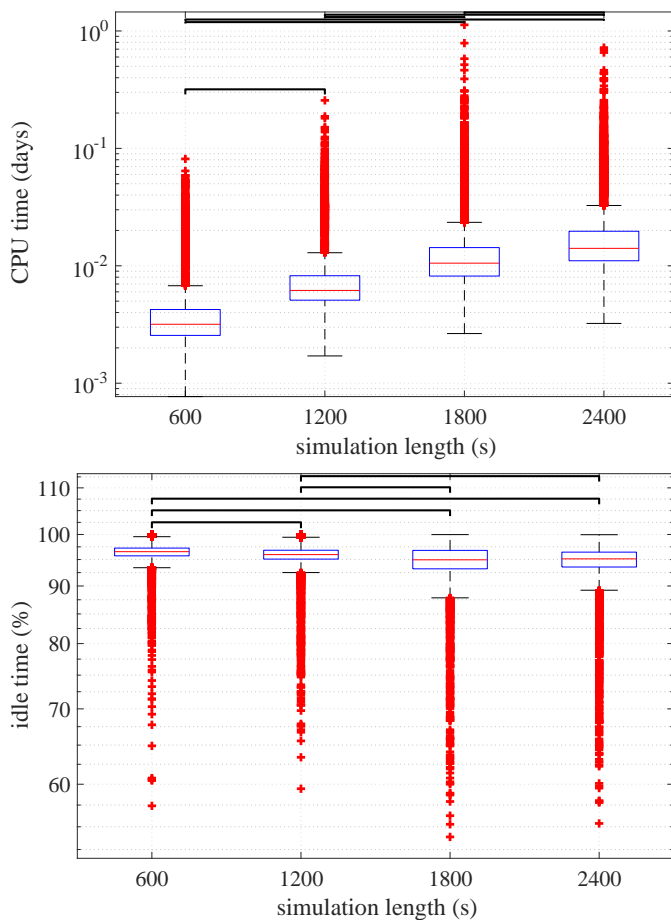 10^0
10^-1
10^-2
10^-3
CPU time (days)
600 1200 1800 2400
simulation length (s)
110
100
90
80
70
60
idle time (%)
600 1200 1800 2400
simulation length (s)